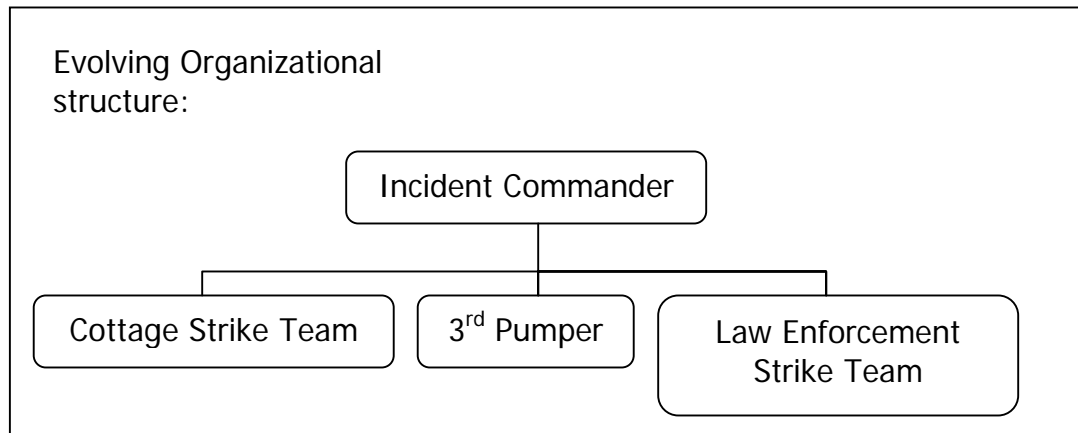 Evolving Organizational
structure:
Incident Commander
Cottage Strike Team
3rd Pumper
Law Enforcement
Strike Team